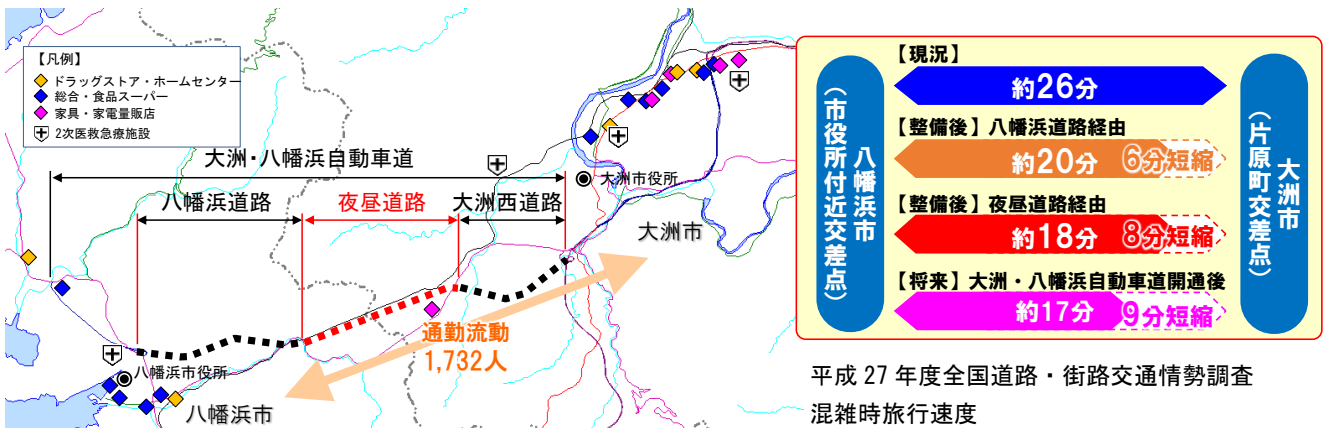 【凡例】
ドラッグストア・ホームセンター
総合・食品スーパー
家具・家電量販店
2次医救急療施設
大洲・八幡浜自動車道
八幡浜道路
夜昼道路
大洲西道路
大洲市役所
大洲市
通勤流動
1,732人
八幡浜市役所
八幡浜市
八幡浜市
（市役所付近交差点）
【現況】
約26分
【整備後】八幡浜道路経由
約20分 6分短縮
【整備後】夜昼道路経由
約18分 8分短縮
【将来】大洲・八幡浜自動車道開通後
約17分 9分短縮
大洲市
（片原町交差点）
平成 27 年度全国道路・街路交通情勢調査
混雑時旅行速度